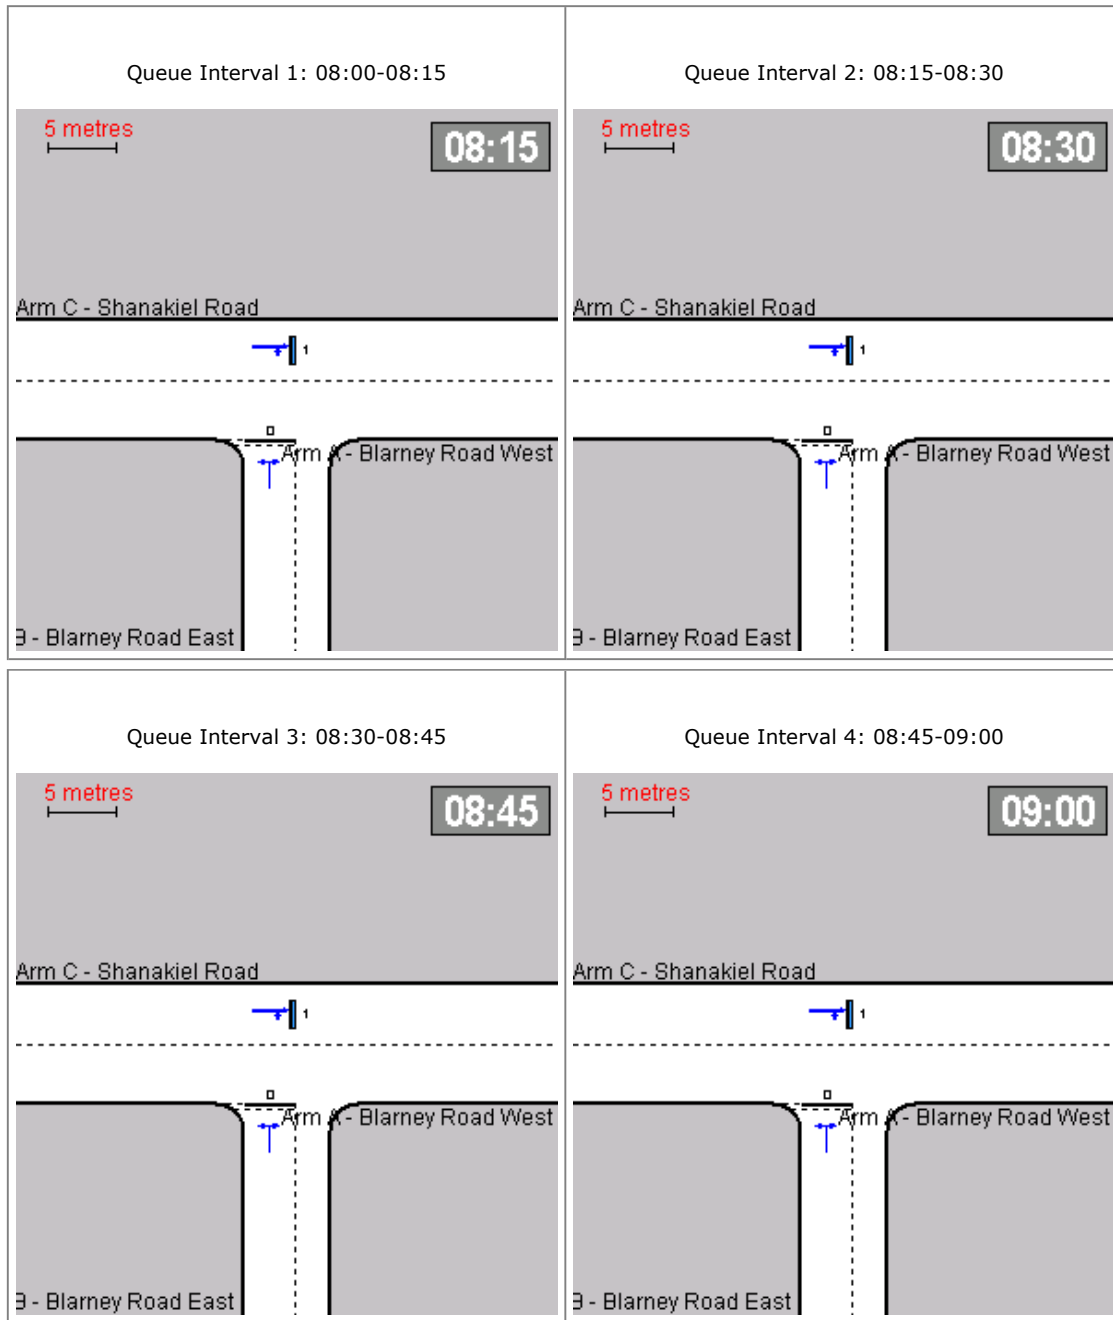 Queue Interval 1: 08:00-08:15
5 metres
08:15
Arm C - Shanakiel Road
1
0
Arm A - Blarney Road West
B - Blarney Road East
Queue Interval 2: 08:15-08:30
5 metres
08:30
Arm C - Shanakiel Road
1
0
Arm A - Blarney Road West
B - Blarney Road East
Queue Interval 3: 08:30-08:45
5 metres
08:45
Arm C - Shanakiel Road
1
0
Arm A - Blarney Road West
B - Blarney Road East
Queue Interval 4: 08:45-09:00
5 metres
09:00
Arm C - Shanakiel Road
1
0
Arm A - Blarney Road West
B - Blarney Road East